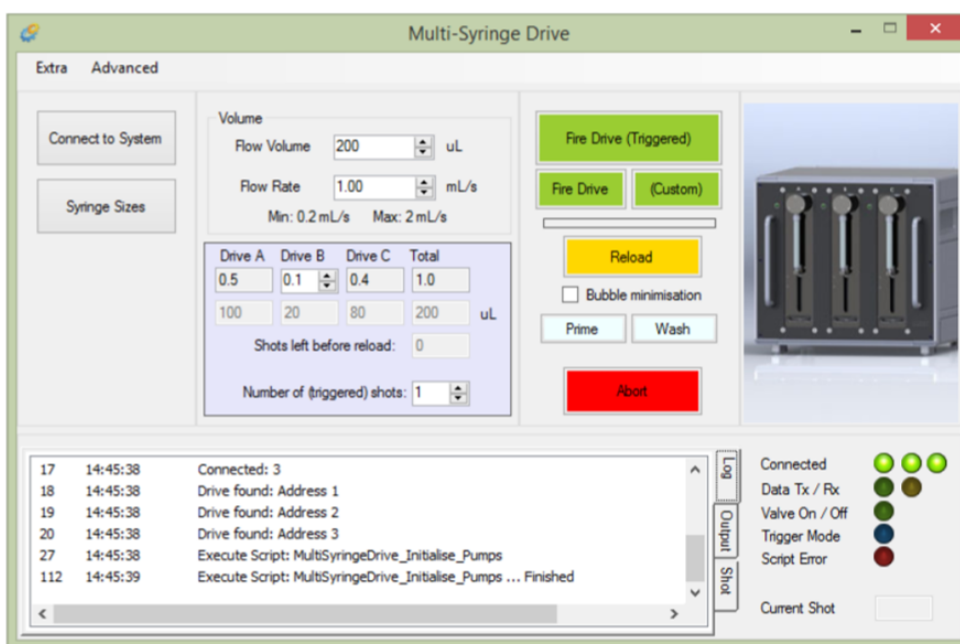 Multi-Syringe Drive
Extra Advanced
Connect to System
Syringe Sizes
Volume
Flow Volume 200 uL
Flow Rate 1.00 mL/s
Min: 0.2 mL/s Max: 2 mL/s
Drive A Drive B Drive C Total
0.5 0.1 0.4 1.0
100 20 80 200 uL
Shots left before reload: 0
Number of (triggered) shots: 1
Fire Drive (Triggered)
Fire Drive (Custom)
Reload
Bubble minimisation
Prime Wash
Abort
17 14:45:38 Connected: 3
18 14:45:38 Drive found: Address 1
19 14:45:38 Drive found: Address 2
20 14:45:38 Drive found: Address 3
27 14:45:38 Execute Script: MultiSyringeDrive_Initialise_Pumps
112 14:45:39 Execute Script: MultiSyringeDrive_Initialise_Pumps ... Finished
Log
Output
Shot
Connected
Data Tx / Rx
Valve On / Off
Trigger Mode
Script Error
Current Shot